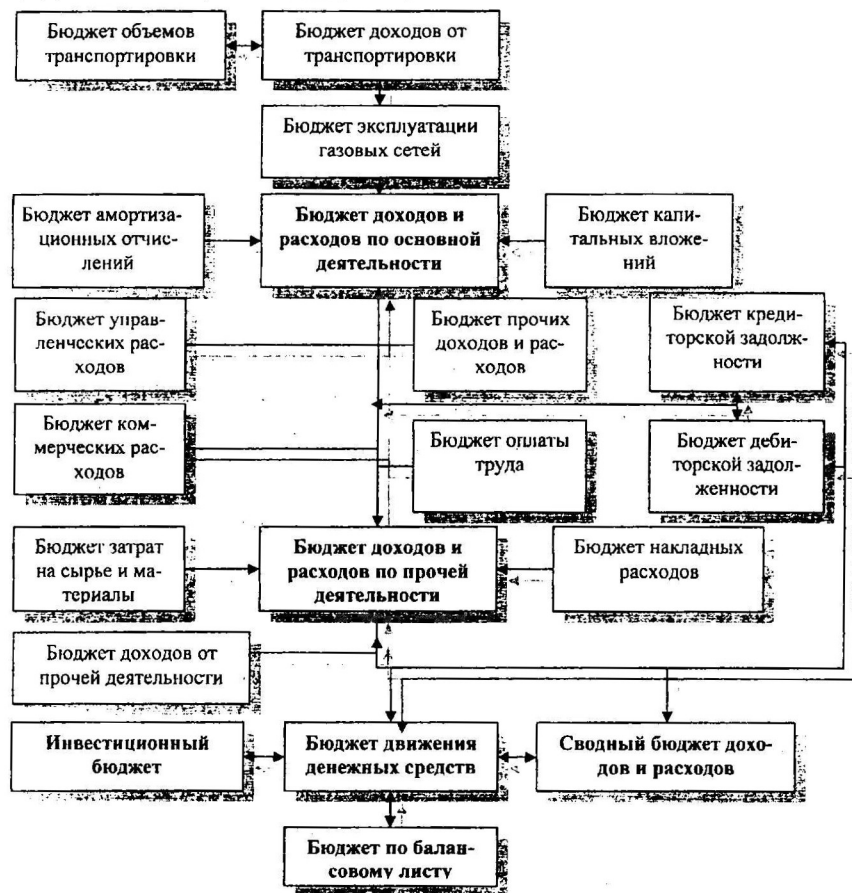 Бюджет объемов
транспортировки
Бюджет доходов от
транспортировки
Бюджет эксплуатации
газовых сетей
Бюджет амортиза-
ционных отчис-
лений
Бюджет доходов и
расходов по основной
деятельности
Бюджет капи-
тальных вложе-
ний
Бюджет управ-
ленческих рас-
ходов
Бюджет прочих
доходов и рас-
ходов
Бюджет креди-
торской задолж-
ности
Бюджет ком-
мерческих рас-
ходов
Бюджет оплаты
труда
Бюджет деби-
торской задол-
женности
Бюджет затрат
на сырье и ма-
териалы
Бюджет доходов и
расходов по прочей
деятельности
Бюджет накладных
расходов
Бюджет доходов от
прочей деятельности
Инвестиционный
бюджет
Бюджет движения
денежных средств
Сводный бюджет дохо-
дов и расходов
Бюджет по балан-
совому листу